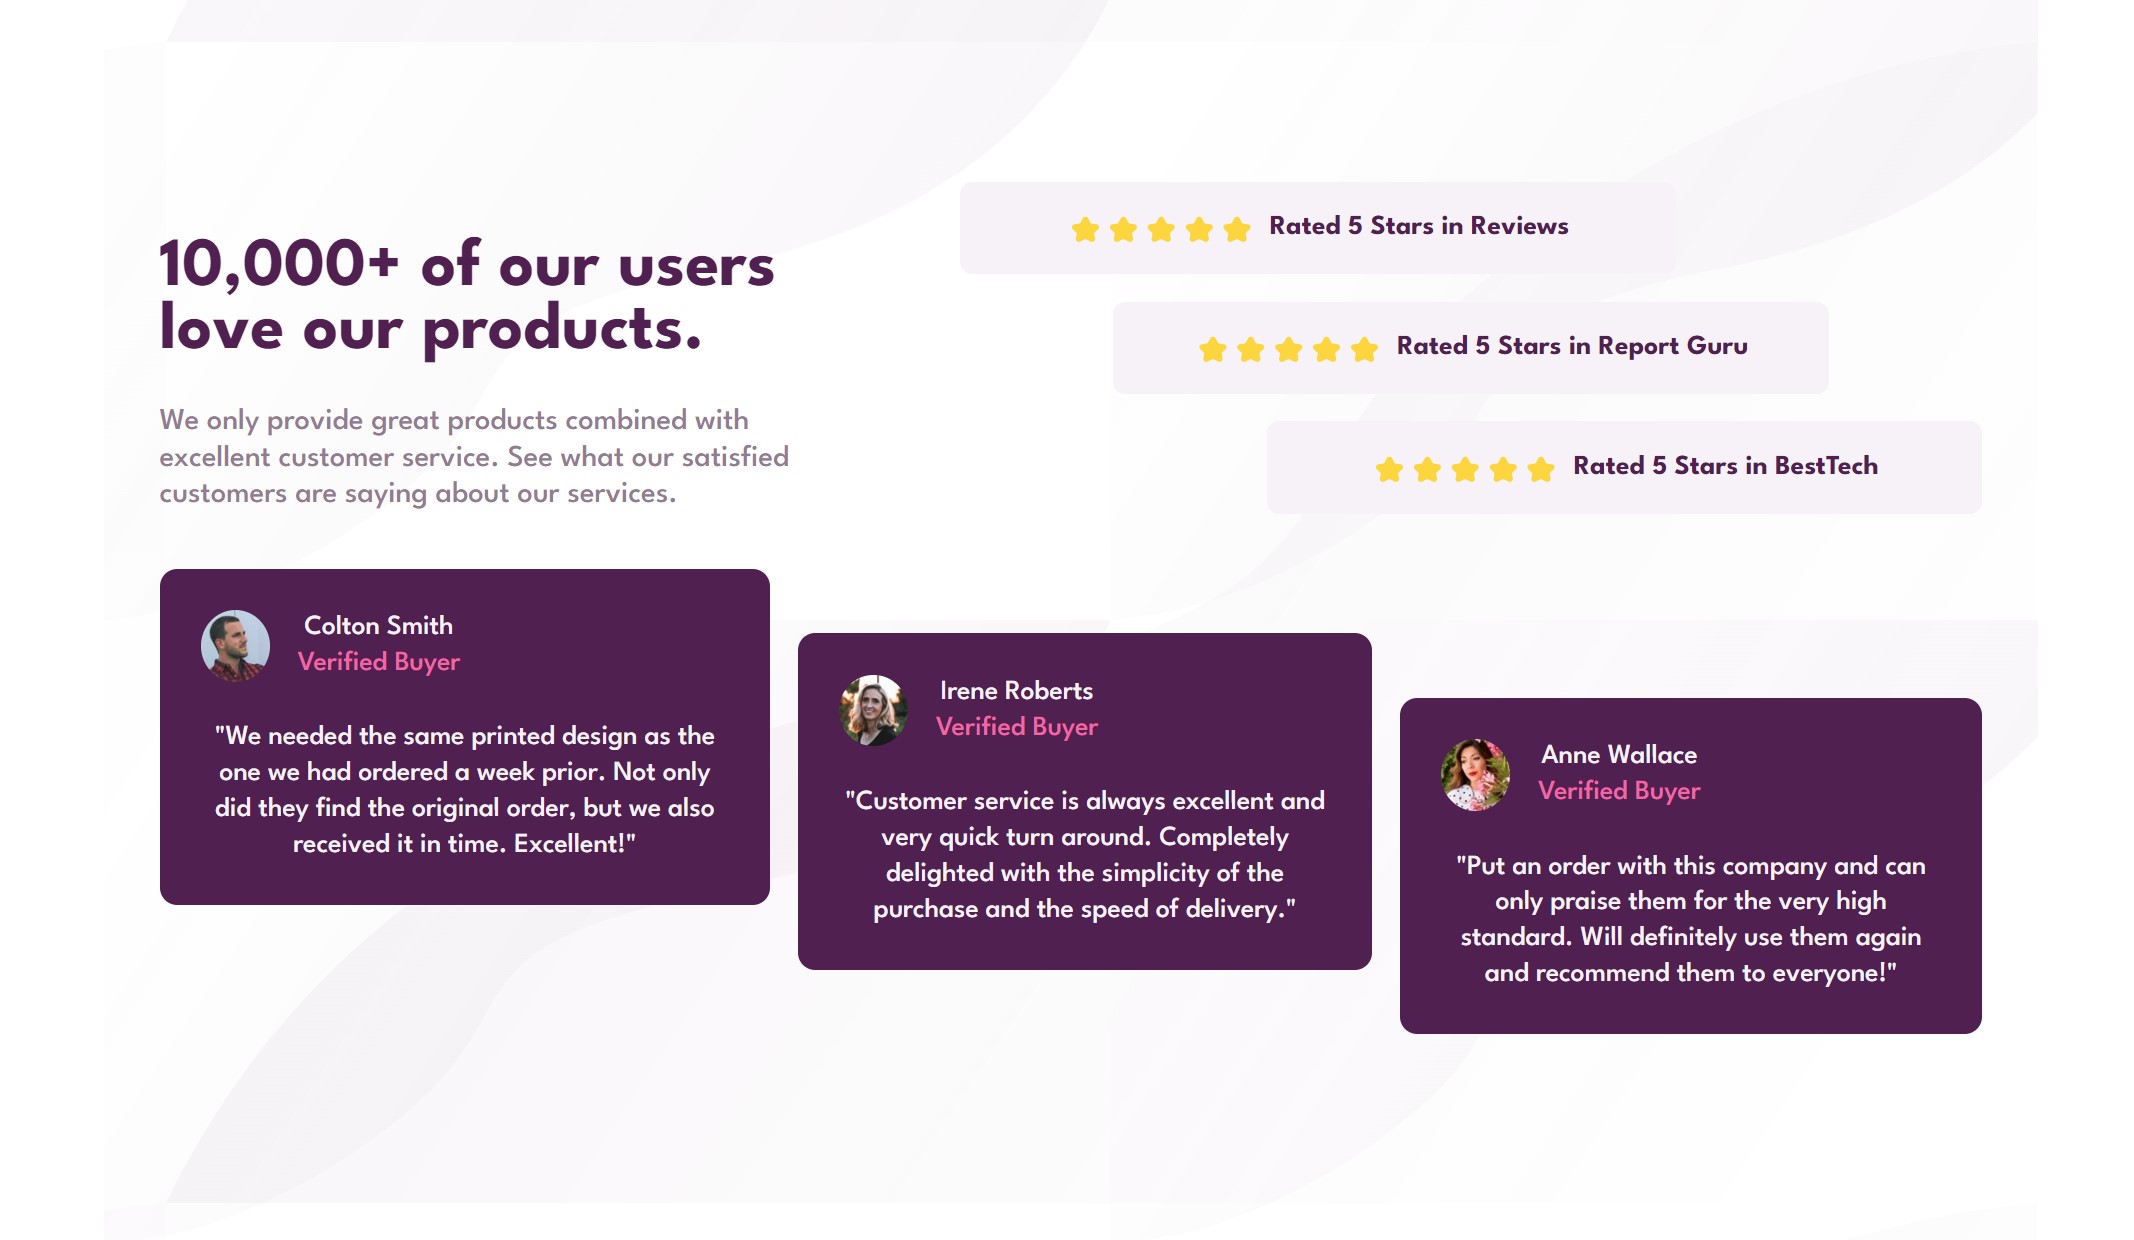 10,000+ of our users
love our products.
We only provide great products combined with
excellent customer service. See what our satisfied
customers are saying about our services.
Rated 5 Stars in Reviews
Rated 5 Stars in Report Guru
Rated 5 Stars in BestTech
Colton Smith
Verified Buyer
"We needed the same printed design as the
one we had ordered a week prior. Not only
did they find the original order, but we also
received it in time. Excellent!"
Irene Roberts
Verified Buyer
"Customer service is always excellent and
very quick turn around. Completely
delighted with the simplicity of the
purchase and the speed of delivery."
Anne Wallace
Verified Buyer
"Put an order with this company and can
only praise them for the very high
standard. Will definitely use them again
and recommend them to everyone!"